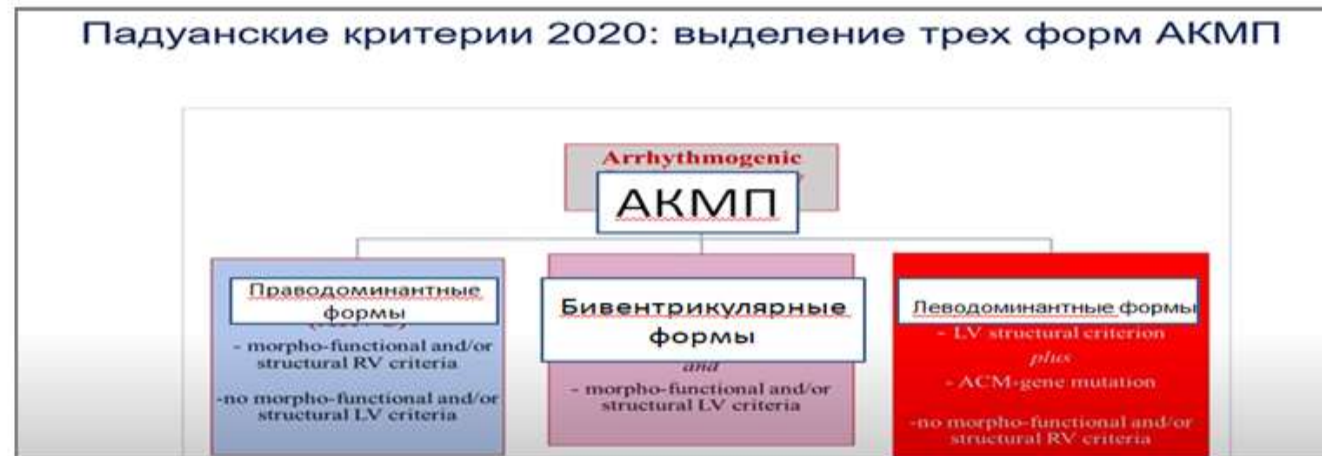 Падуанские критерии 2020: выделение трех форм АКМП
Arrhythmogenic
АКМП
Праводоминантные
формы
- morpho-functional and/or
structural RV criteria
-no morpho-functional and/or
structural LV criteria
Бивентрикулярные
формы
and
- morpho-functional and/or
structural LV criteria
Леводоминантные формы
- LV structural criterion
plus
- ACM-gene mutation
-no morpho-functional and/or
structural RV criteria